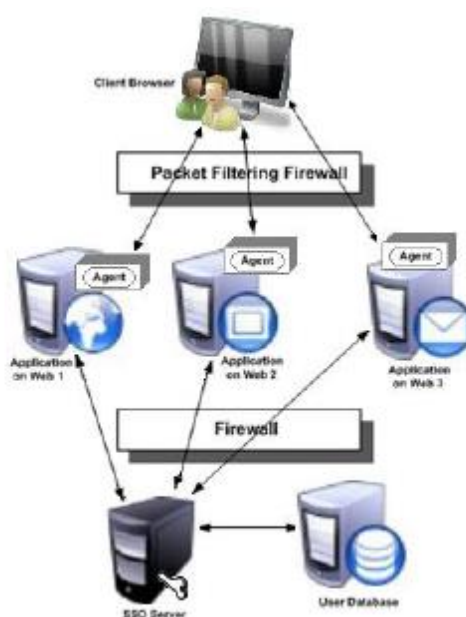 Client Browser
Packet Filtering Firewall
Agent
Agent
Agent
Application
on Web 1
Application
on Web 2
Application
on Web 3
Firewall
SSO Server
User Database